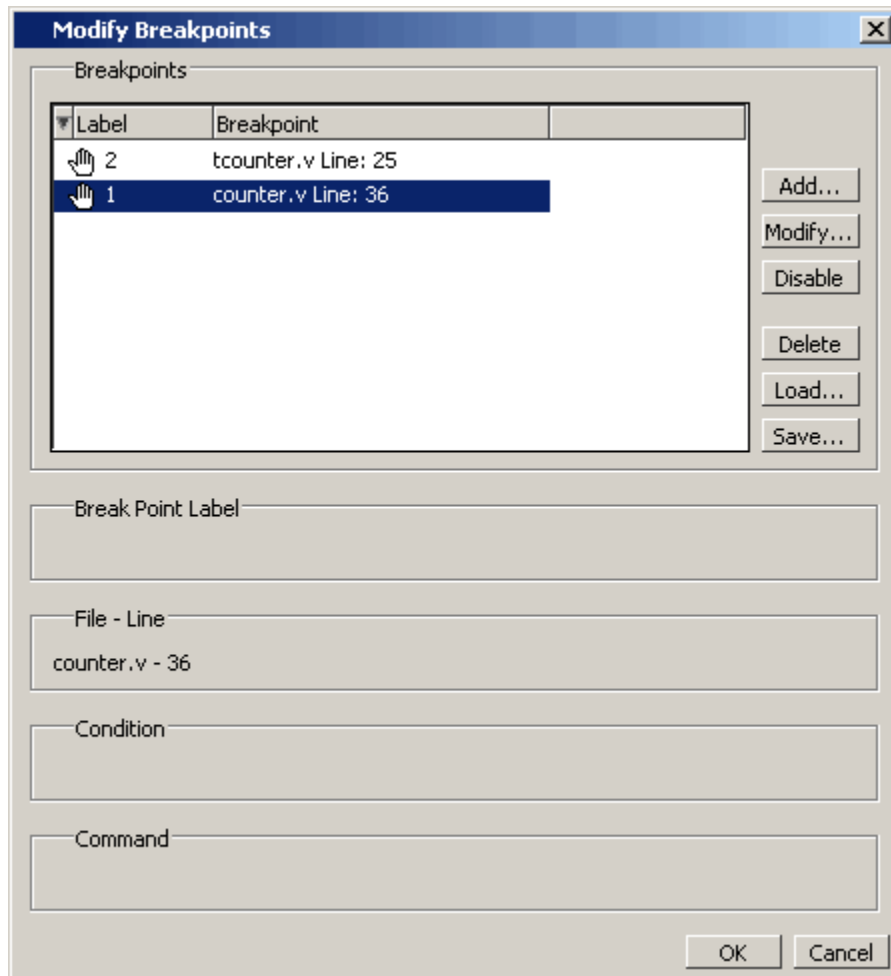 Modify Breakpoints
Breakpoints
Label Breakpoint
2 tcounter.v Line: 25
1 counter.v Line: 36
Add...
Modify...
Disable
Delete
Load...
Save...
Break Point Label
File - Line
counter.v - 36
Condition
Command
OK Cancel